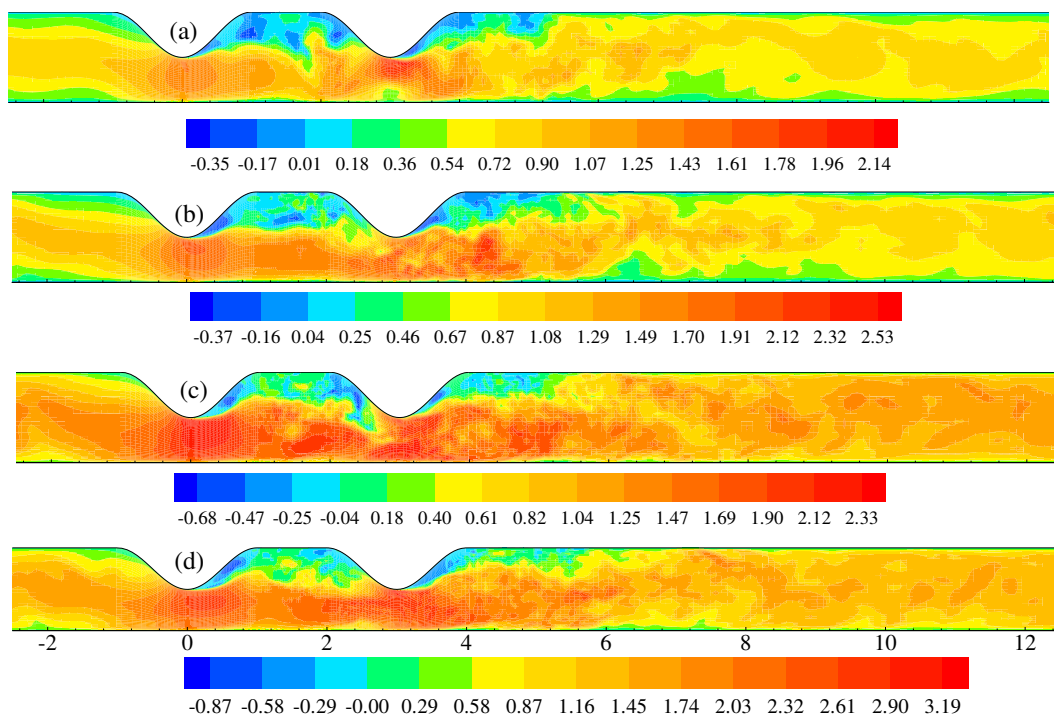 (a)
-0.35 -0.17 0.01 0.18 0.36 0.54 0.72 0.90 1.07 1.25 1.43 1.61 1.78 1.96 2.14
(b)
-0.37 -0.16 0.04 0.25 0.46 0.67 0.87 1.08 1.29 1.49 1.70 1.91 2.12 2.32 2.53
(c)
-0.68 -0.47 -0.25 -0.04 0.18 0.40 0.61 0.82 1.04 1.25 1.47 1.69 1.90 2.12 2.33
(d)
-2 0 2 4 6 8 10 12
-0.87 -0.58 -0.29 -0.00 0.29 0.58 0.87 1.16 1.45 1.74 2.03 2.32 2.61 2.90 3.19